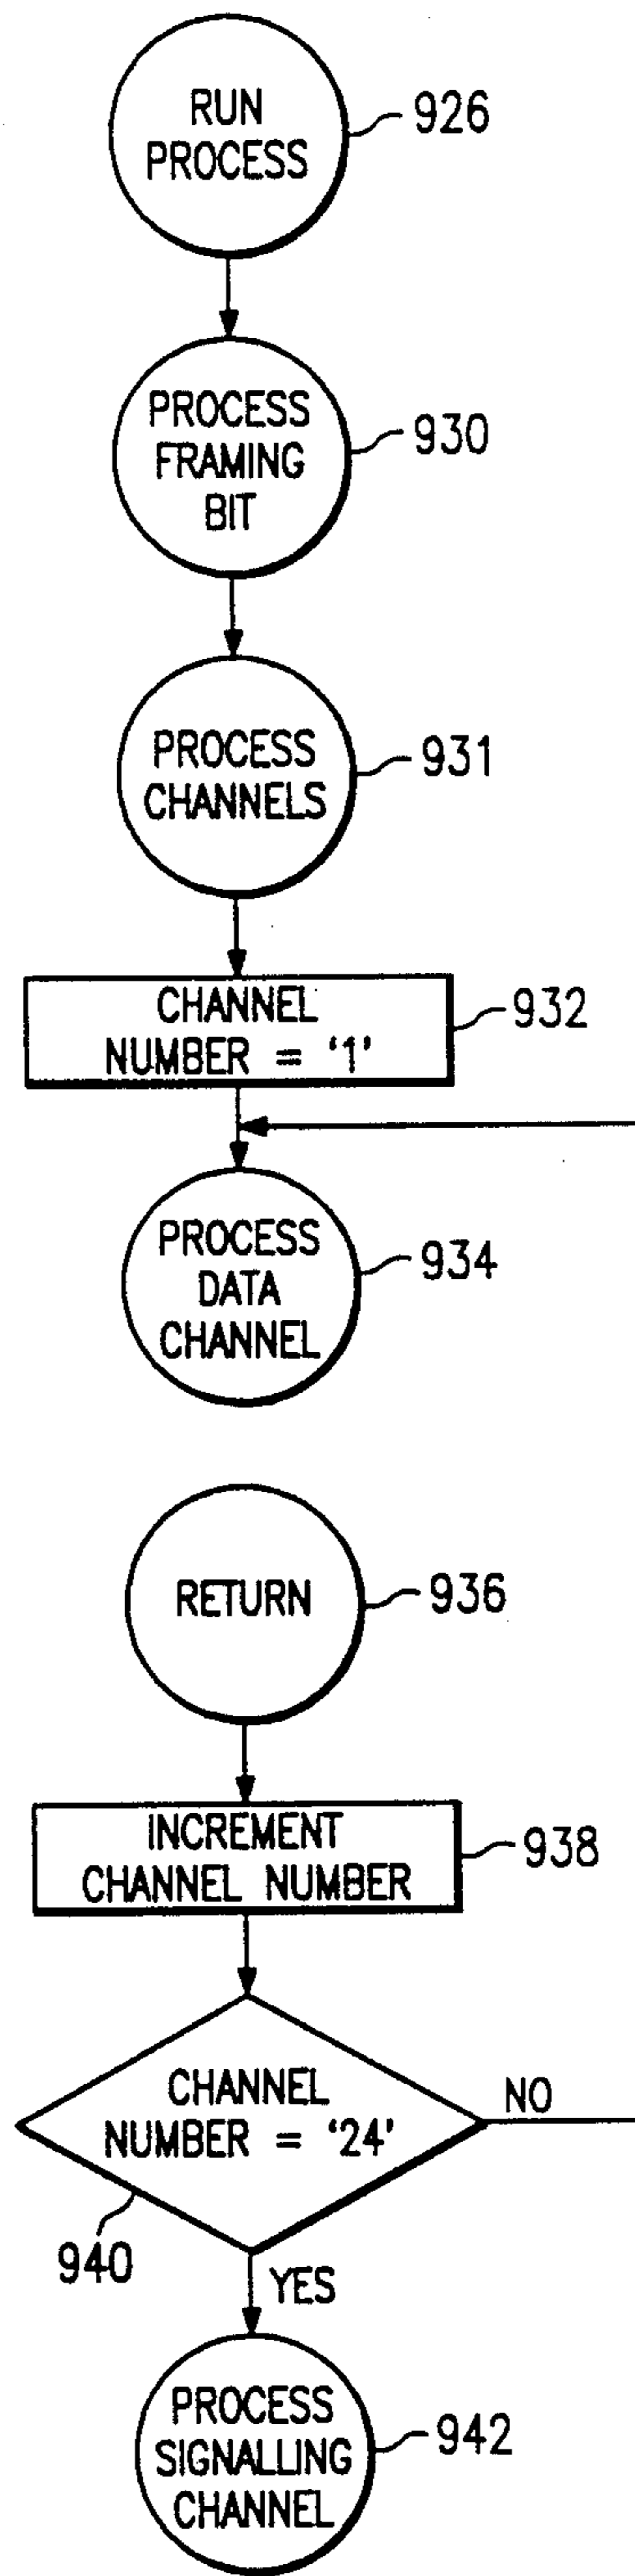 RUN
PROCESS
926
PROCESS
FRAMING
BIT
930
PROCESS
CHANNELS
931
CHANNEL
NUMBER = '1'
932
PROCESS
DATA
CHANNEL
934
RETURN
936
INCREMENT
CHANNEL NUMBER
938
CHANNEL
NUMBER = '24'
NO
940
YES
PROCESS
SIGNALLING
CHANNEL
942